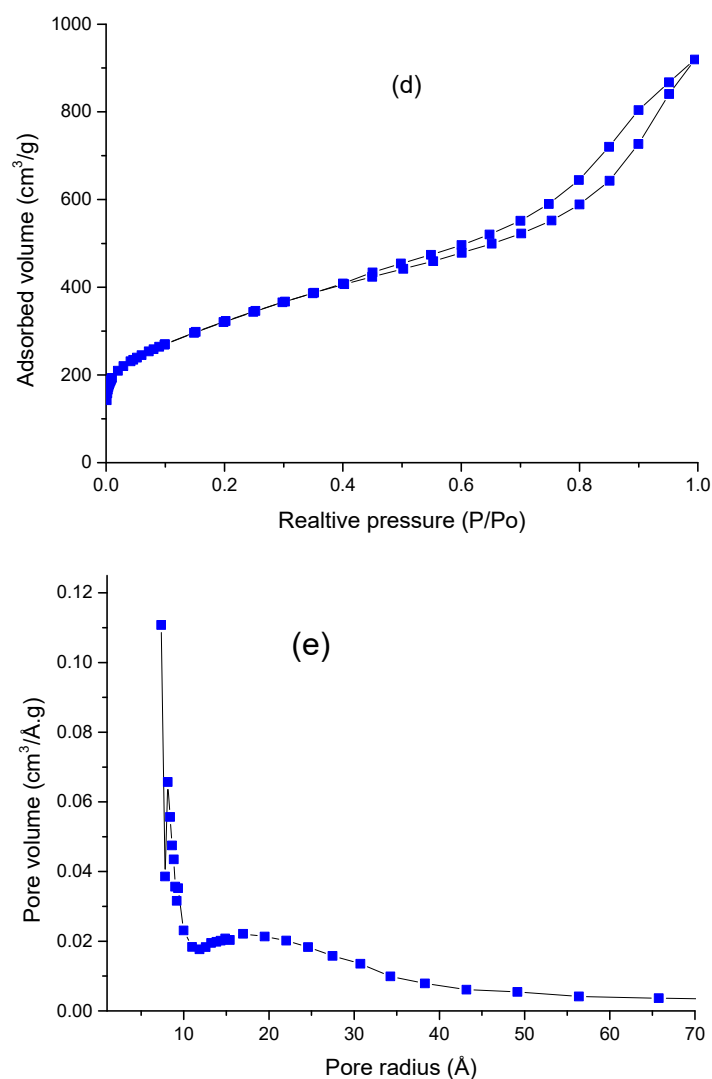 1000
(d)
800
600
400
200
0
Adsorbed volume (cm³/g)
0.0 0.2 0.4 0.6 0.8 1.0
Realtive pressure (P/Po)
0.12
(e)
0.10
0.08
0.06
0.04
0.02
0.00
Pore volume (cm³/Å.g)
10 20 30 40 50 60 70
Pore radius (Å)